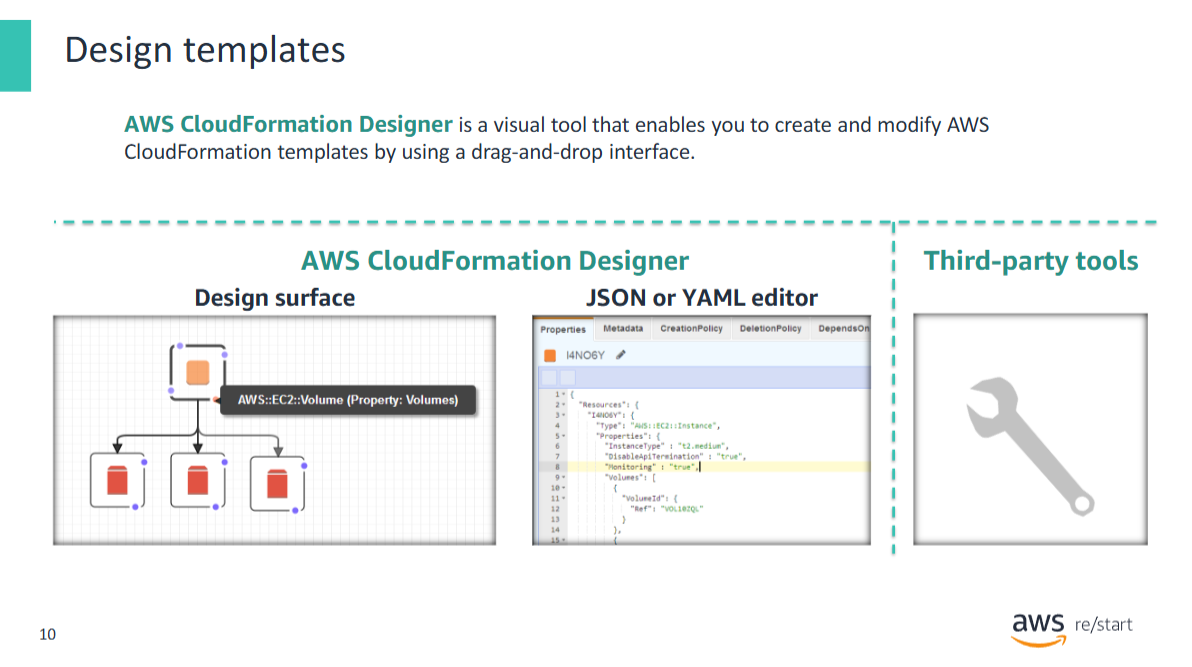 Design templates
AWS CloudFormation Designer is a visual tool that enables you to create and modify AWS
CloudFormation templates by using a drag-and-drop interface.
AWS CloudFormation Designer
Design surface
AWS::EC2::Volume (Property: Volumes)
JSON or YAML editor
Properties Metadata CreationPolicy DeletionPolicy DependsOn
I4NO6Y
1 {
2 "Resources": {
3 "I4NO6Y": {
4 "Type": "AWS::EC2::Instance",
5 "Properties": {
6 "InstanceType" : "t2.medium",
7 "DisableApiTermination" : "true",
8 "Monitoring" : "true",
9 "Volumes": [
10 {
11 "VolumeId": {
12 "Ref": "VOL182QL"
13 }
14 },
15 {
Third-party tools
10
aws re/start